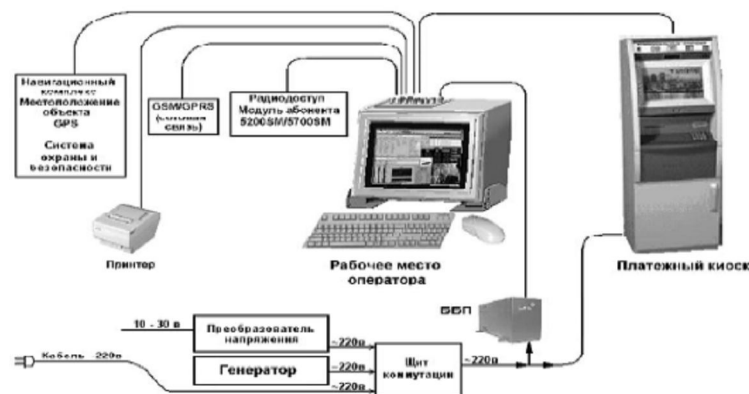 Навигационный
комплекс
Местоположение
объекта
GPS
Система
охраны и
безопасности
GSM/GPRS
(сотовая
связь)
Радиодоступ
Модуль абонента
5200SM/5700SM
Принтер
Рабочее место
оператора
Платежный киоск
ББП
10 - 30 в
Преобразователь
напряжения
~220в
Кабель ~220в
Генератор
~220в
~220в
Щит
коммутации
~220в